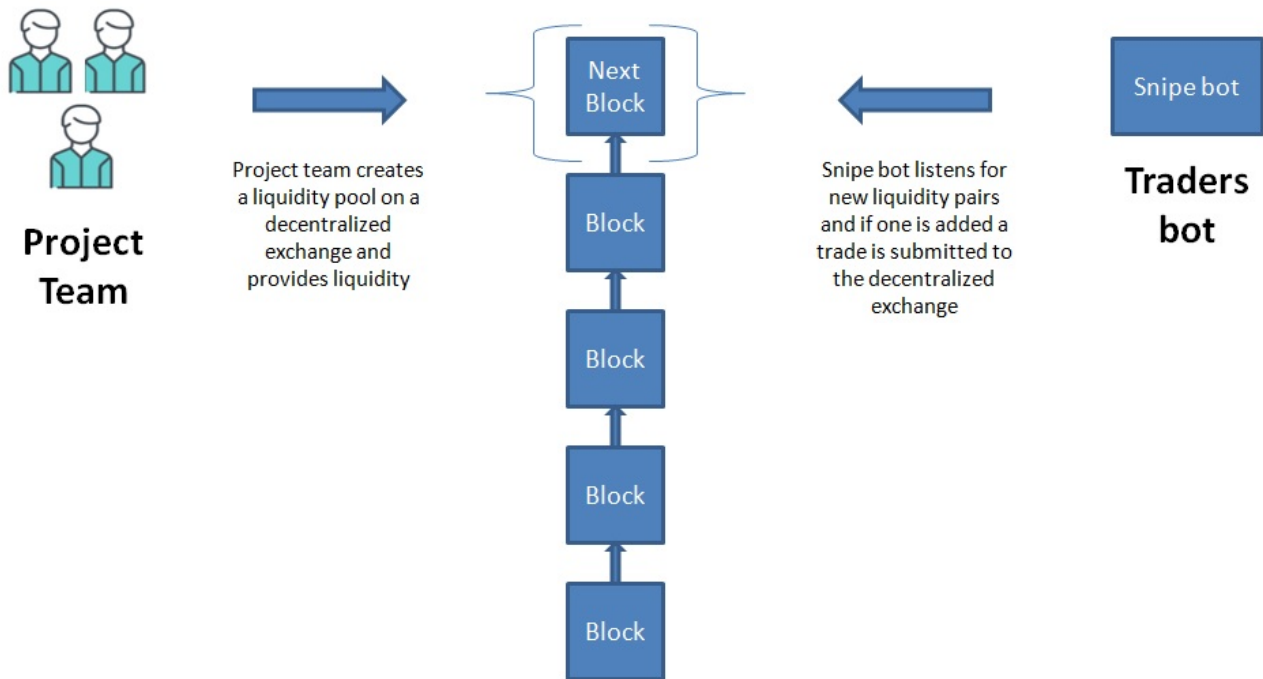 Project
Team
Project team creates
a liquidity pool on a
decentralized
exchange and
provides liquidity
Next
Block
Block
Block
Block
Block
Snipe bot listens for
new liquidity pairs
and if one is added a
trade is submitted to
the decentralized
exchange
Snipe bot
Traders
bot